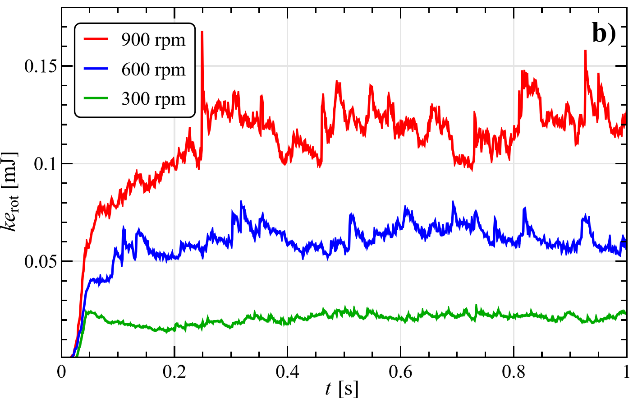 b)
900 rpm
600 rpm
300 rpm
0.15
0.1
0.05
ke_rot [mJ]
0 0.2 0.4 0.6 0.8 1
t [s]